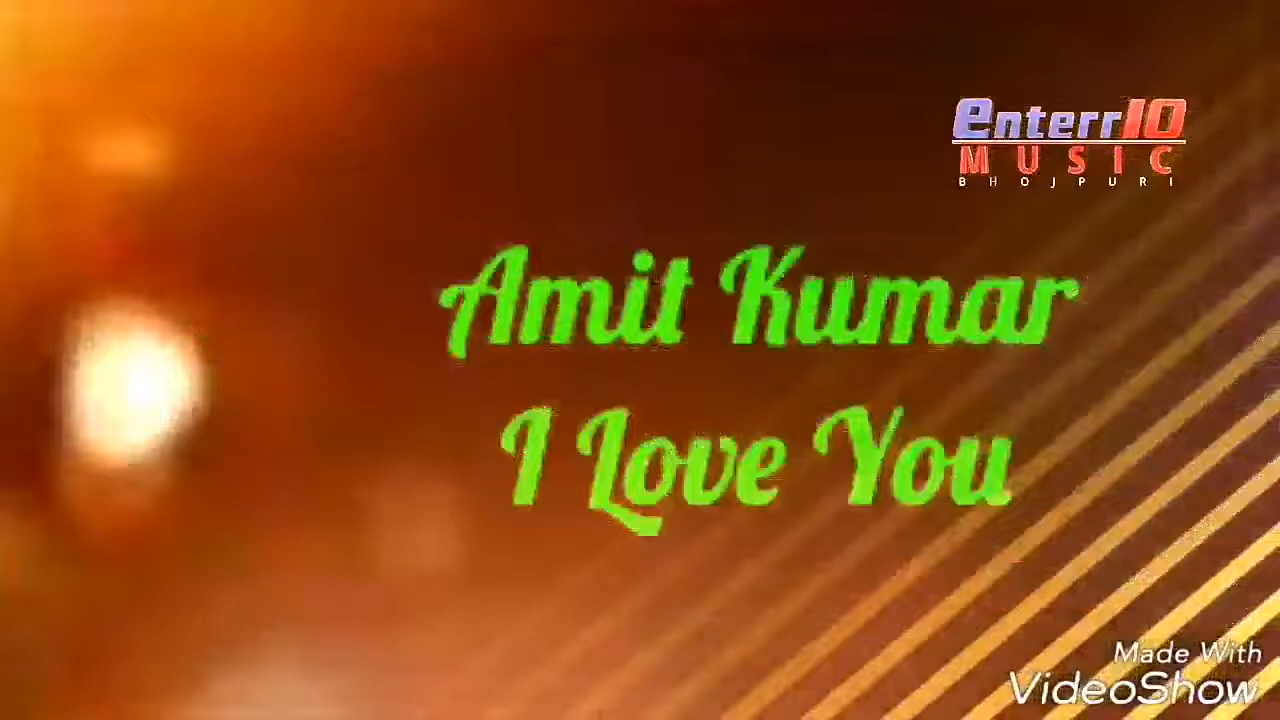 enterr10
MUSIC
BHOJPURI
Amit Kumar
I Love You
Made With
VideoShow